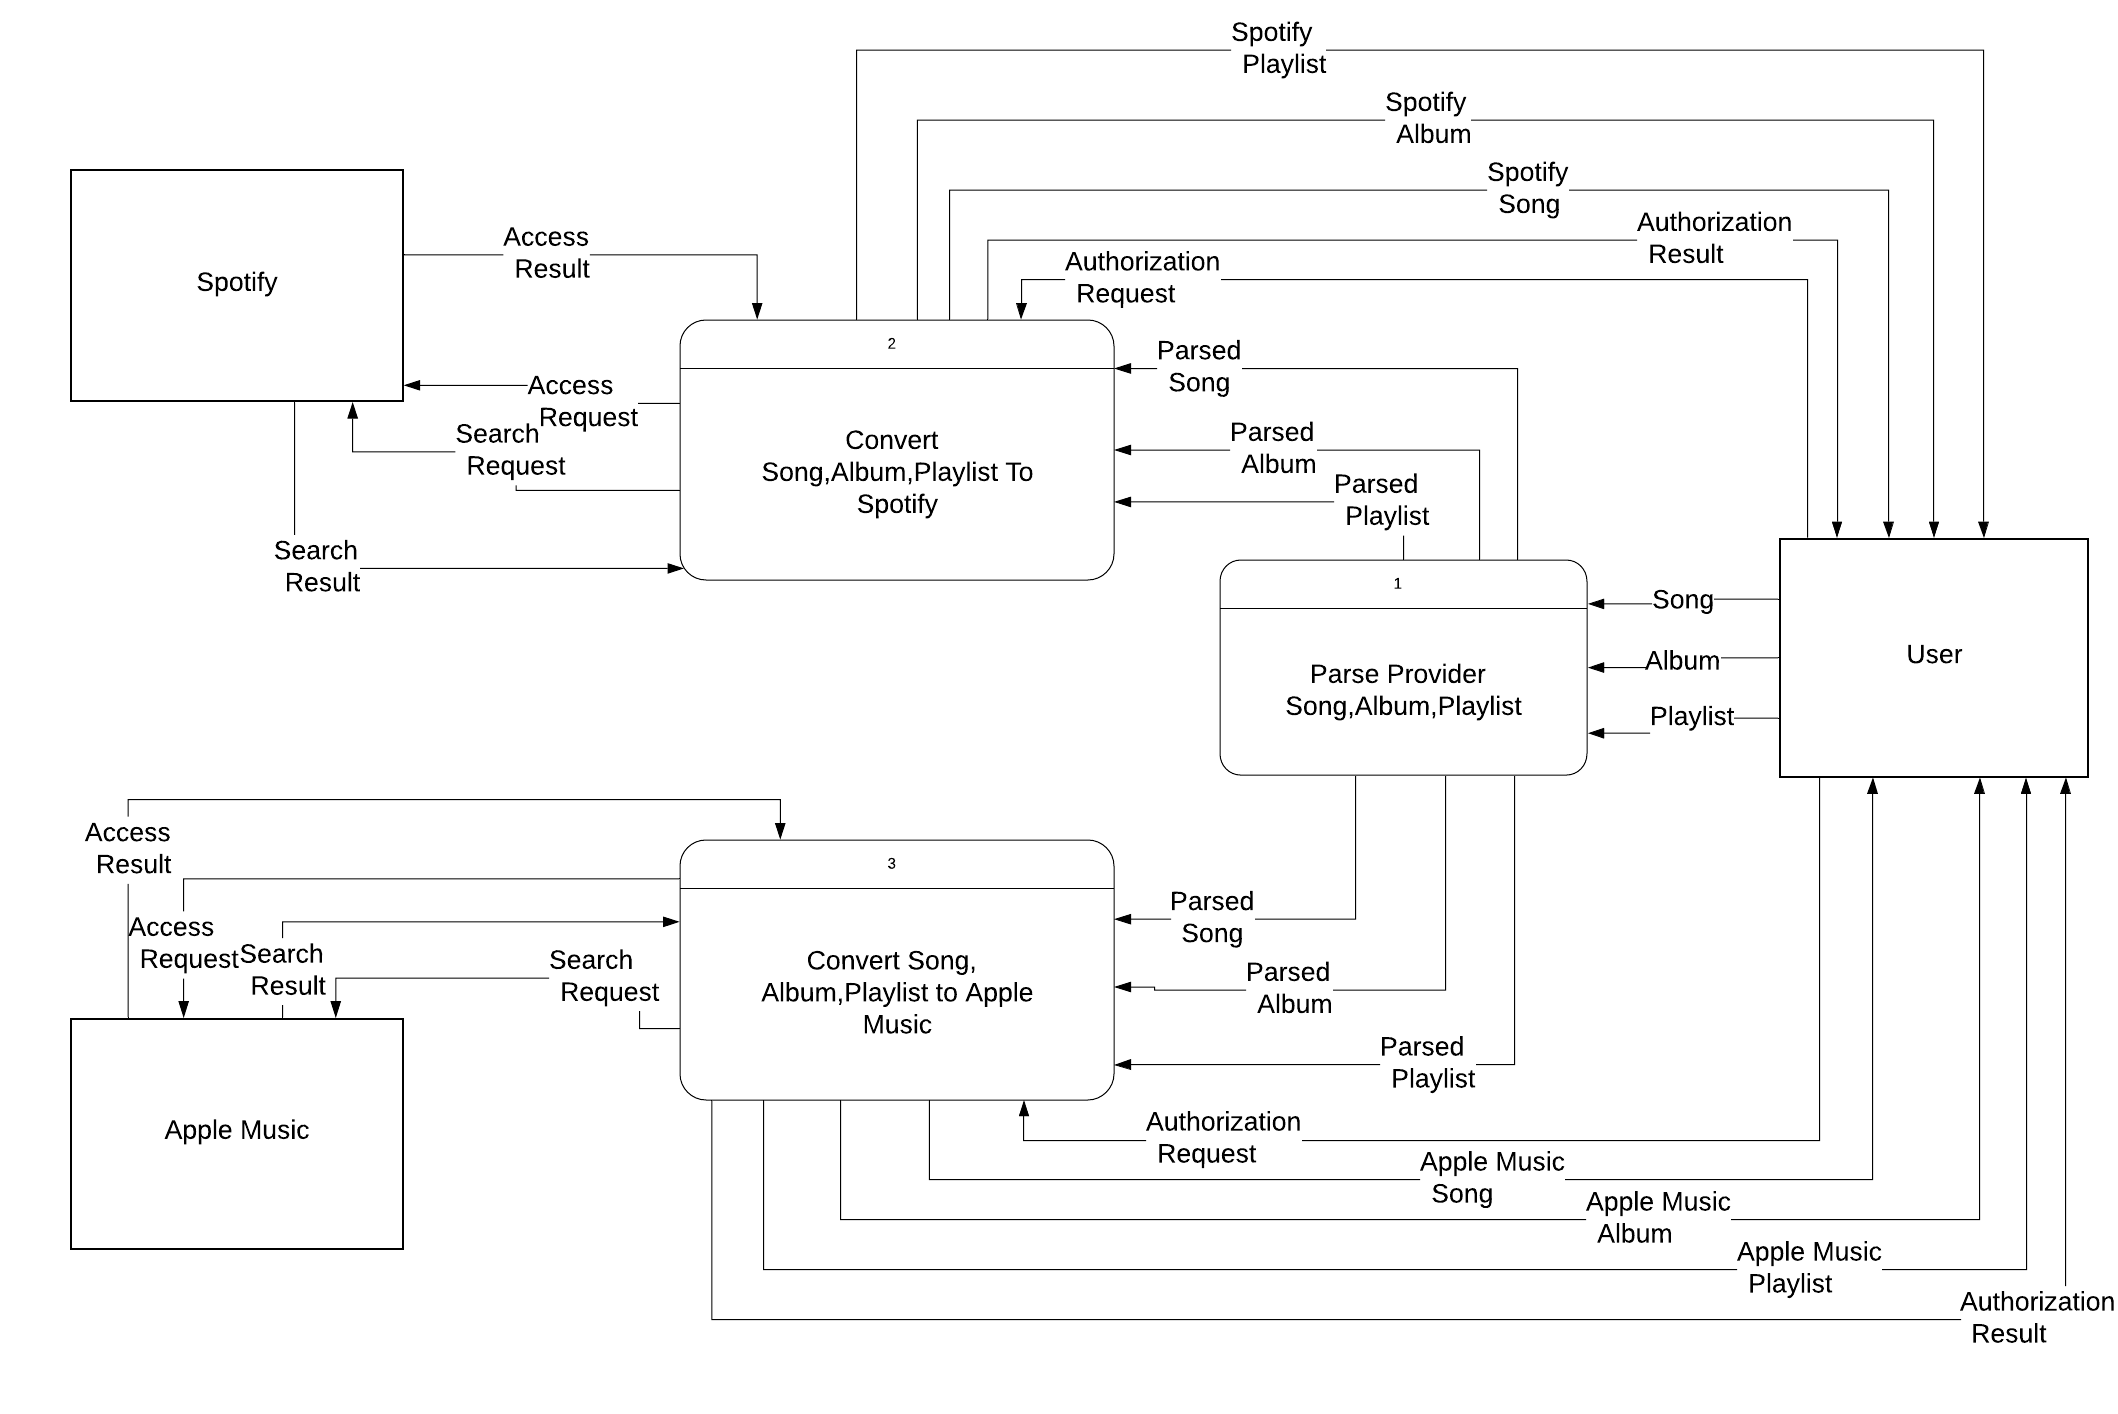 Spotify
Playlist
Spotify
Album
Spotify
Song
Authorization
Result
Authorization
Request
Access
Result
Spotify
2
Parsed
Song
Access
Request
Search
Request
Convert
Song,Album,Playlist To
Spotify
Parsed
Album
Parsed
Playlist
Search
Result
1
Parse Provider
Song,Album,Playlist
Song
Album
Playlist
User
Access
Result
3
Access
Request
Search
Result
Search
Request
Convert Song,
Album,Playlist to Apple
Music
Parsed
Song
Parsed
Album
Parsed
Playlist
Apple Music
Authorization
Request
Apple Music
Song
Apple Music
Album
Apple Music
Playlist
Authorization
Result